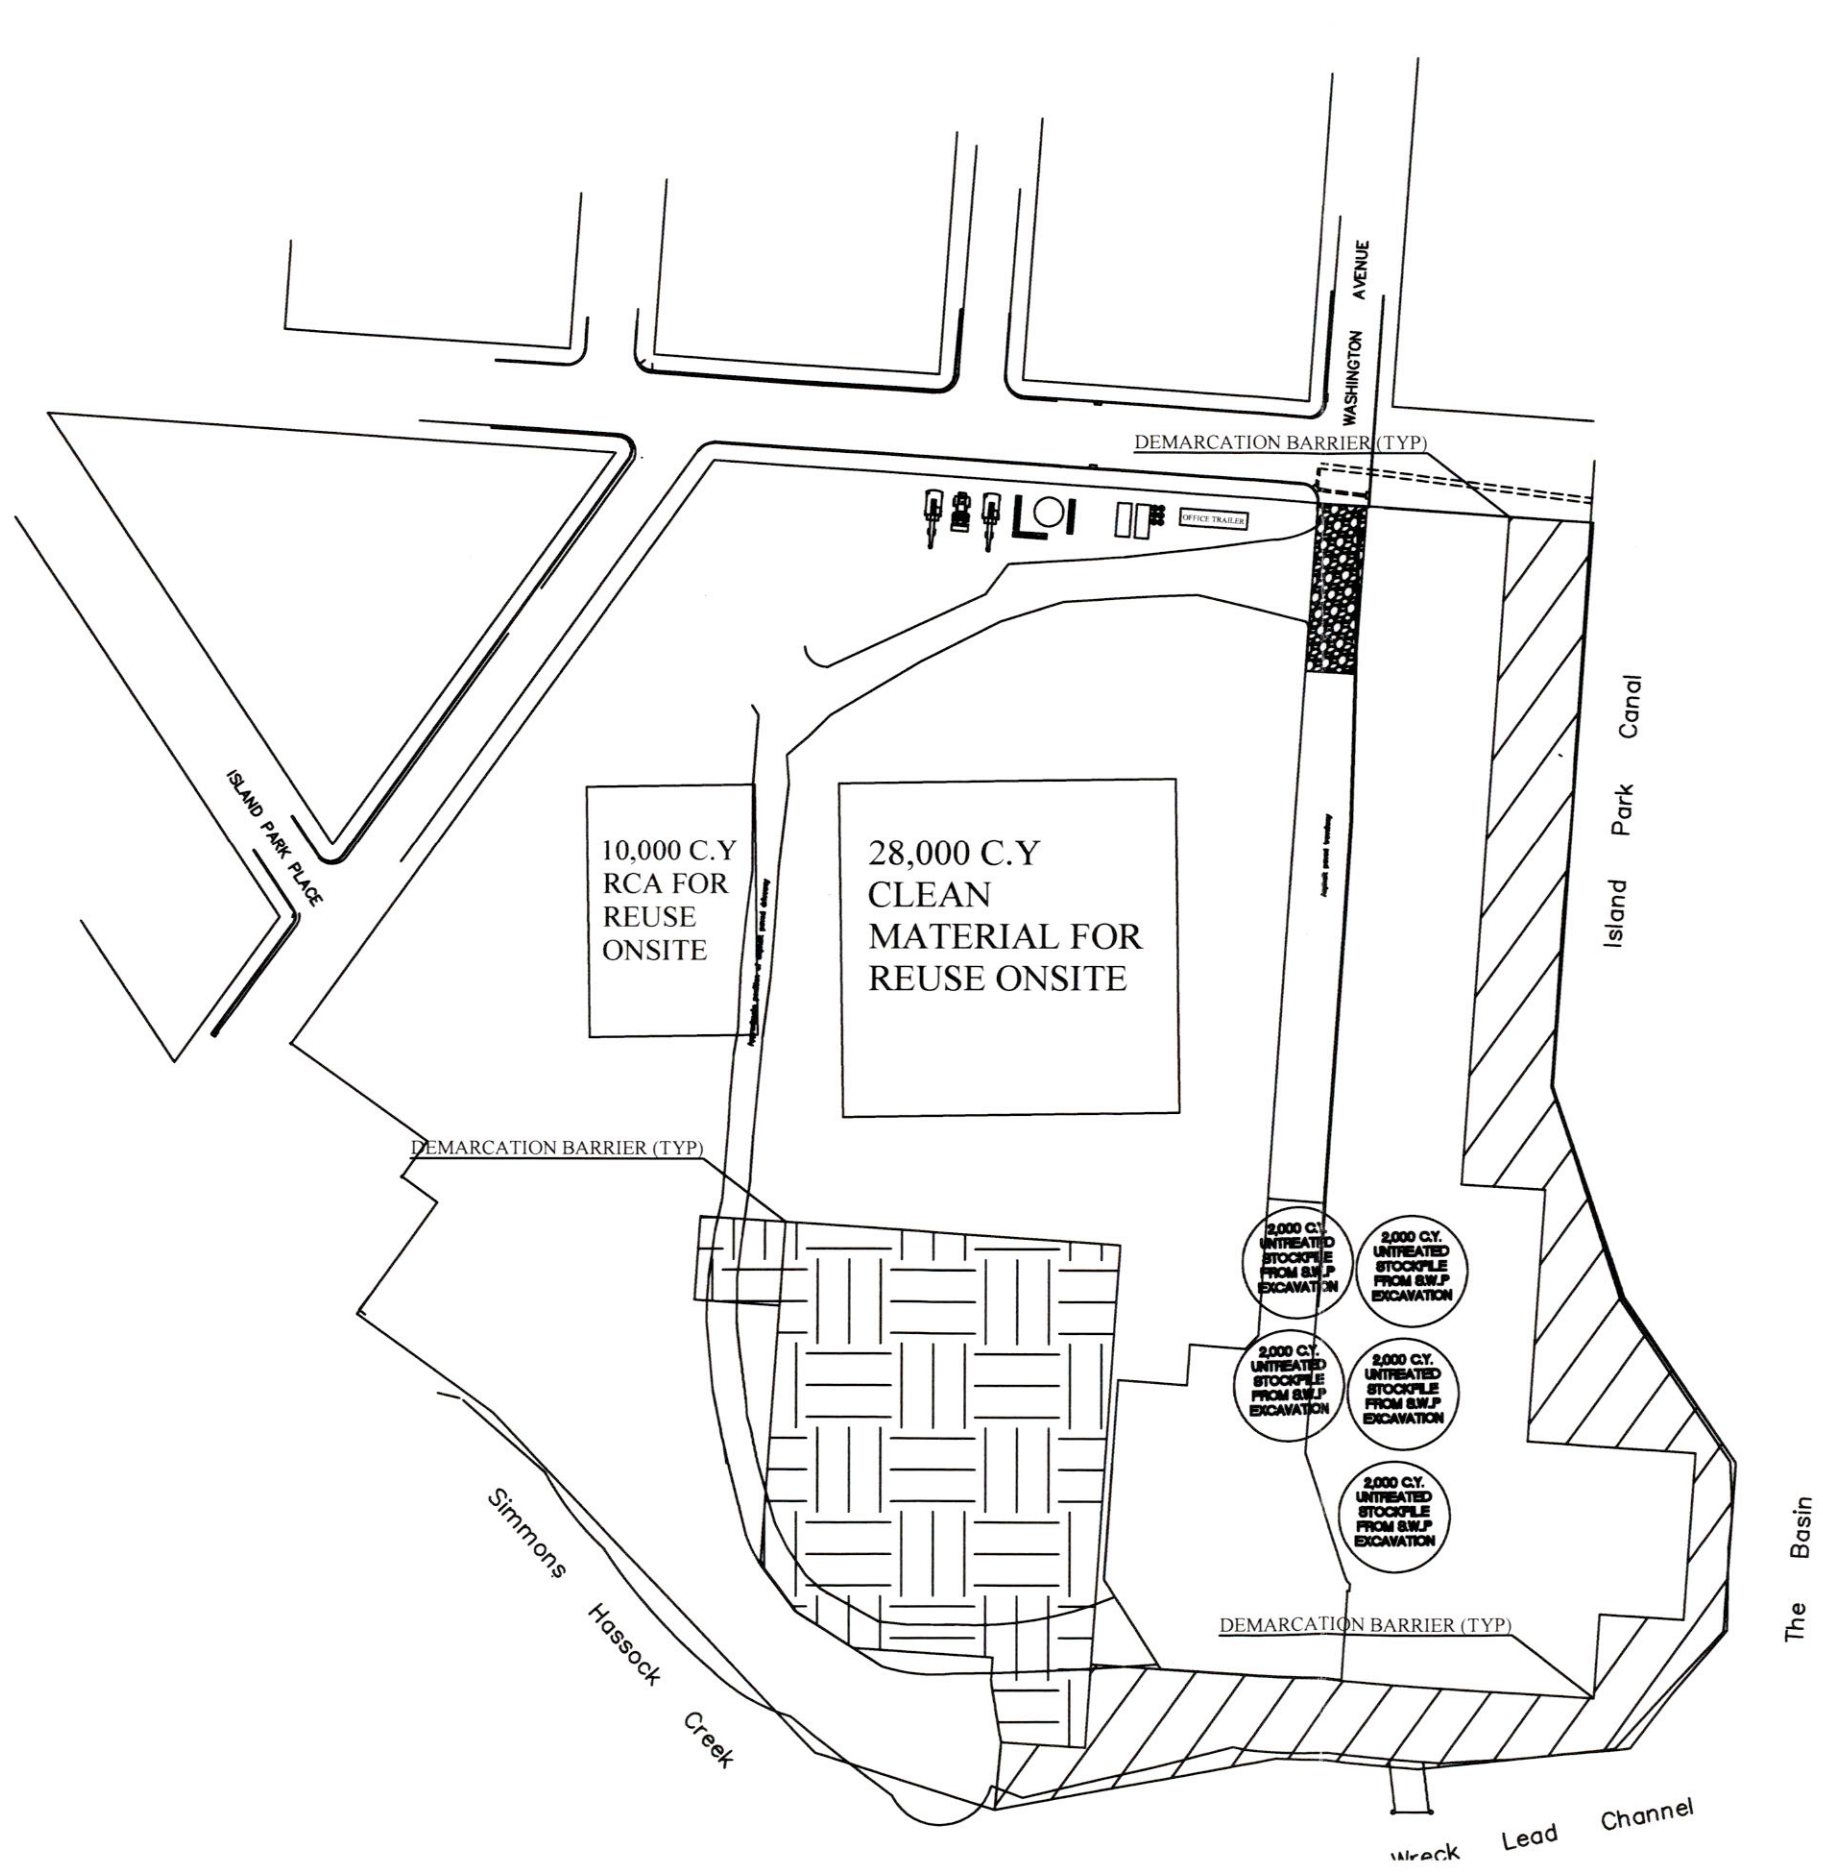 WASHINGTON AVENUE
DEMARCATION BARRIER (TYP)
OFFICE TRAILER
ISLAND PARK PLACE
Island Park Canal
10,000 C.Y
RCA FOR
REUSE
ONSITE
28,000 C.Y
CLEAN
MATERIAL FOR
REUSE ONSITE
Asphalt paved
DEMARCATION BARRIER (TYP)
2,000 C.Y.
UNTREATED
STOCKPILE
FROM S.W.P
EXCAVATION
2,000 C.Y.
UNTREATED
STOCKPILE
FROM S.W.P
EXCAVATION
2,000 C.Y.
UNTREATED
STOCKPILE
FROM S.W.P
EXCAVATION
2,000 C.Y.
UNTREATED
STOCKPILE
FROM S.W.P
EXCAVATION
2,000 C.Y.
UNTREATED
STOCKPILE
FROM S.W.P
EXCAVATION
Simmons Hassock Creek
The Basin
DEMARCATION BARRIER (TYP)
Wreck Lead Channel